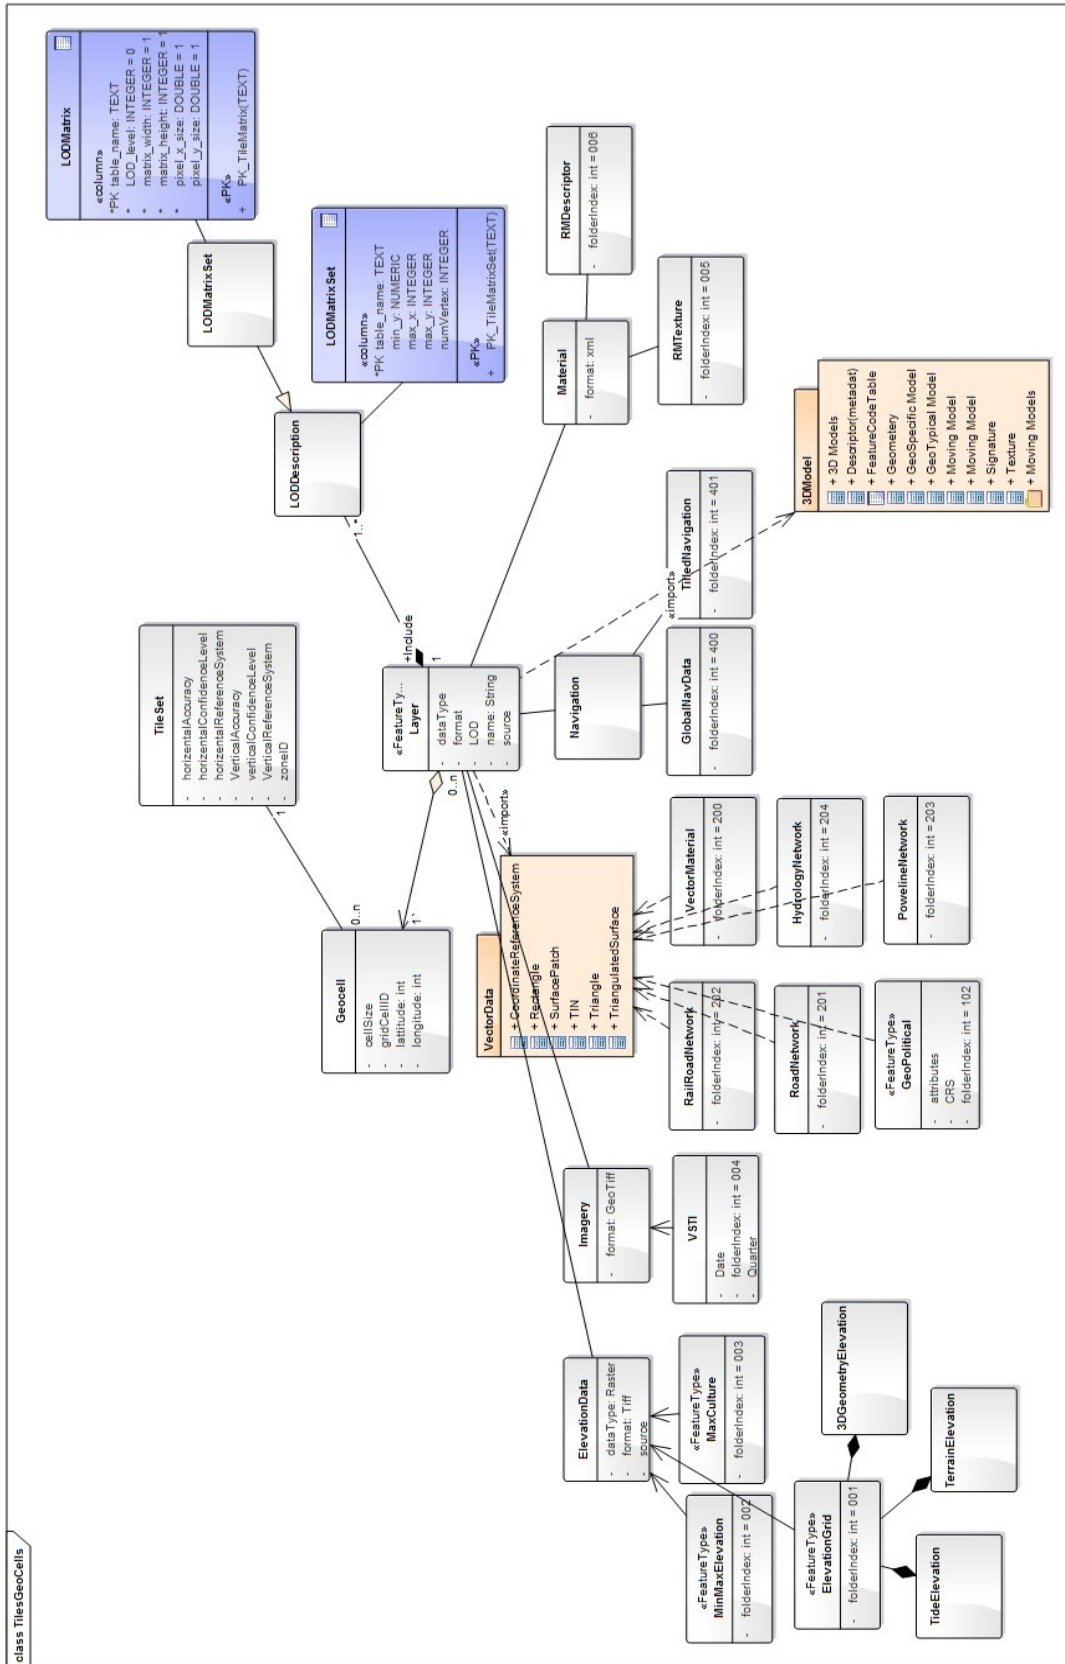 class TilesGeoCells
TileSet
- horizentalAccuracy
- horizentalConfidenceLevel
- horizentalReferenceSystem
- VerticalAccuracy
- verticalConfidenceLevel
- VerticalReferenceSystem
- zoneID
1
0..n
Geocell
- cellSize
- gridCellID
- lattitude: int
- longitude: int
1`
0..n
«FeatureTy...
Layer
- dataType
- format
- LOD
- name: String
- source
+Include
1
1..*
LODDescription
LODMatrixSet
LODMatrix
«column»
*PK table_name: TEXT
* LOD_level: INTEGER = 0
* matrix_width: INTEGER = 1
* matrix_height: INTEGER = 1
* pixel_x_size: DOUBLE = 1
* pixel_y_size: DOUBLE = 1
«PK»
+ PK_TileMatrix(TEXT)
LODMatrixSet
«column»
*PK table_name: TEXT
min_y: NUMERIC
max_x: INTEGER
max_y: INTEGER
numVertex: INTEGER
«PK»
+ PK_TileMatrixSet(TEXT)
ElevationData
- dataType: Raster
- format: Tiff
- source
Imagery
- format: GeoTiff
VectorData
+ CoordinateReferenceSystem
+ Rectangle
+ SurfacePatch
+ TIN
+ Triangle
+ TriangulatedSurface
«import»
Navigation
Material
- format: xml
RMDescriptor
- folderIndex: int = 006
RMTexture
- folderIndex: int = 005
«FeatureType»
MinMaxElevation
- folderIndex: int = 002
«FeatureType»
MaxCulture
- folderIndex: int = 003
VSTI
- Date
- folderIndex: int = 004
- Quarter
RailRoadNetwork
- folderIndex: int = 202
VectorMaterial
- folderIndex: int = 200
GlobalNavData
- folderIndex: int = 400
«import»
TilledNavigation
- folderIndex: int = 401
RoadNetwork
- folderIndex: int = 201
HydrologyNetwork
- folderIndex: int = 204
«FeatureType»
GeoPolitical
- attributes
- CRS
- folderIndex: int = 102
PowelineNetwork
- folderIndex: int = 203
3DModel
+ 3D Models
+ Descriptor(metadat)
+ FeatureCodeTable
+ Geometery
+ GeoSpecific Model
+ GeoTypical Model
+ Moving Model
+ Moving Model
+ Signature
+ Texture
+ Moving Models
«FeatureType»
ElevationGrid
- folderIndex: int = 001
3DGeometryElevation
TideElevation
TerrainElevation